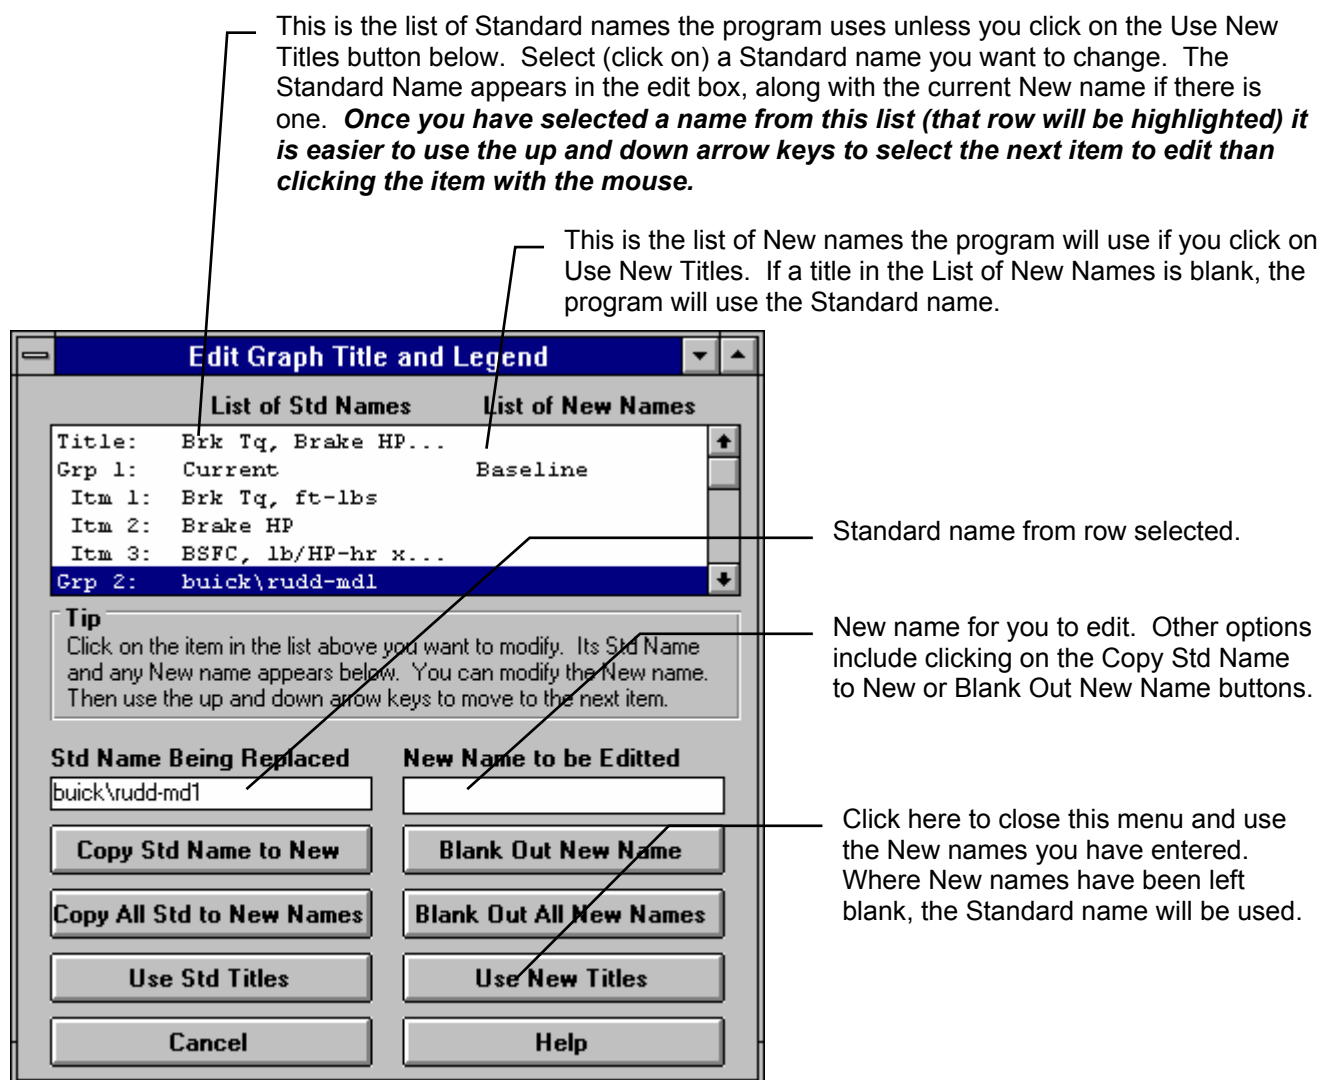 This is the list of Standard names the program uses unless you click on the Use New
Titles button below.  Select (click on) a Standard name you want to change.  The
Standard Name appears in the edit box, along with the current New name if there is
one.  Once you have selected a name from this list (that row will be highlighted) it
is easier to use the up and down arrow keys to select the next item to edit than
clicking the item with the mouse.
This is the list of New names the program will use if you click on
Use New Titles.  If a title in the List of New Names is blank, the
program will use the Standard name.
Edit Graph Title and Legend
List of Std Names List of New Names
Title: Brk Tq, Brake HP...
Grp 1: Current Baseline
Itm 1: Brk Tq, ft-lbs
Itm 2: Brake HP
Itm 3: BSFC, lb/HP-hr x...
Grp 2: buick\rudd-md1
Standard name from row selected.
Tip
Click on the item in the list above you want to modify.  Its Std Name
and any New name appears below.  You can modify the New name.
Then use the up and down arrow keys to move to the next item.
New name for you to edit.  Other options
include clicking on the Copy Std Name
to New or Blank Out New Name buttons.
Std Name Being Replaced New Name to be Editted
buick\rudd-md1
Copy Std Name to New Blank Out New Name
Copy All Std to New Names Blank Out All New Names
Use Std Titles Use New Titles
Cancel Help
Click here to close this menu and use
the New names you have entered.
Where New names have been left
blank, the Standard name will be used.